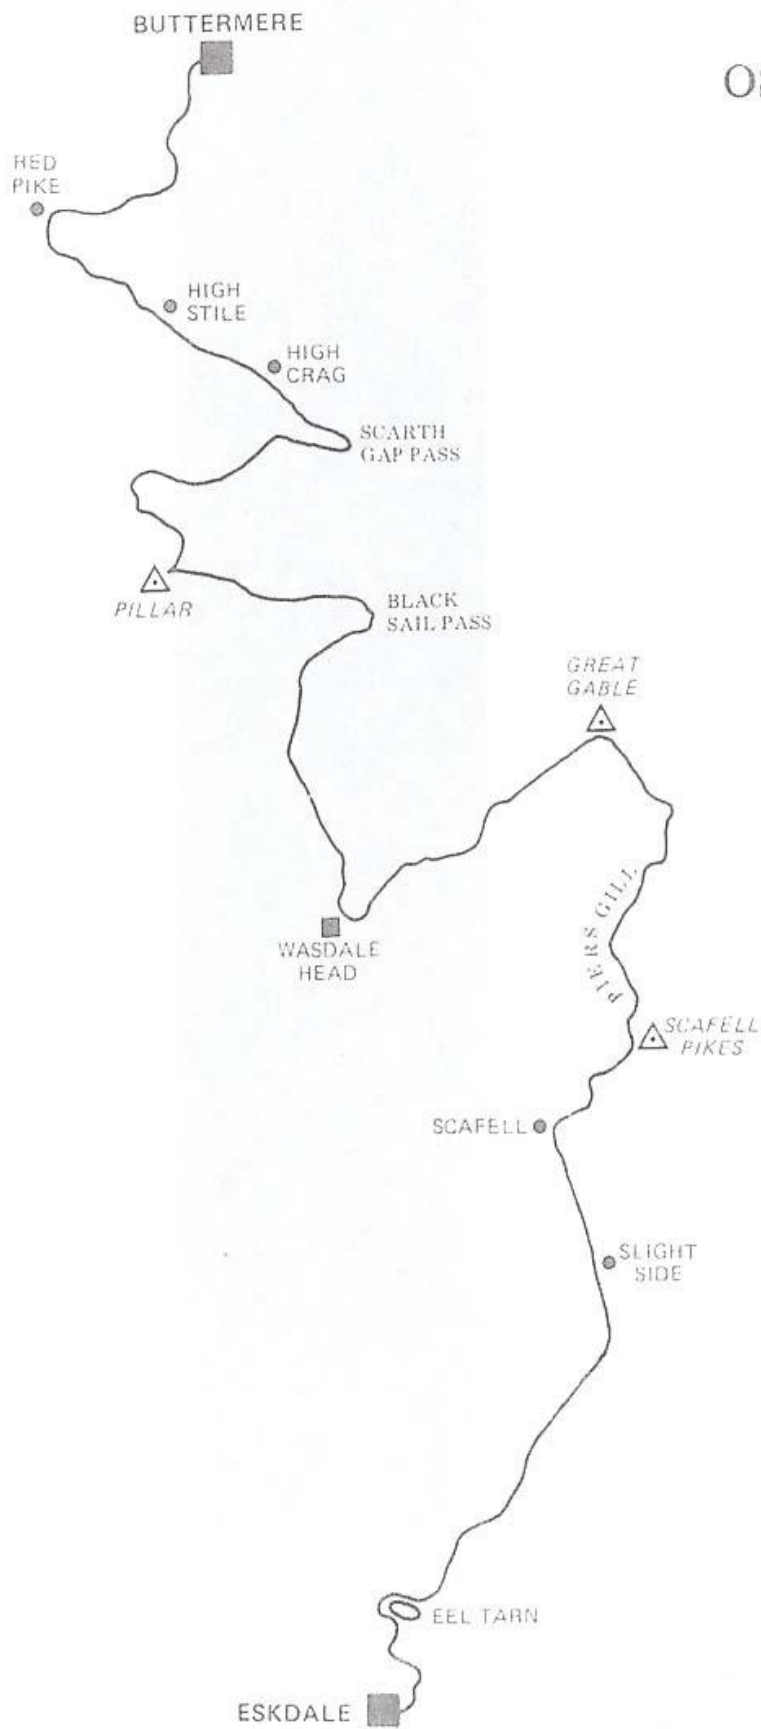 BUTTERMERE
RED
PIKE
HIGH
STILE
HIGH
CRAG
SCARTH
GAP PASS
PILLAR
BLACK
SAIL PASS
GREAT
GABLE
PIERS GILL
WASDALE
HEAD
SCAFELL
PIKES
SCAFELL
SLIGHT
SIDE
EEL TARN
ESKDALE